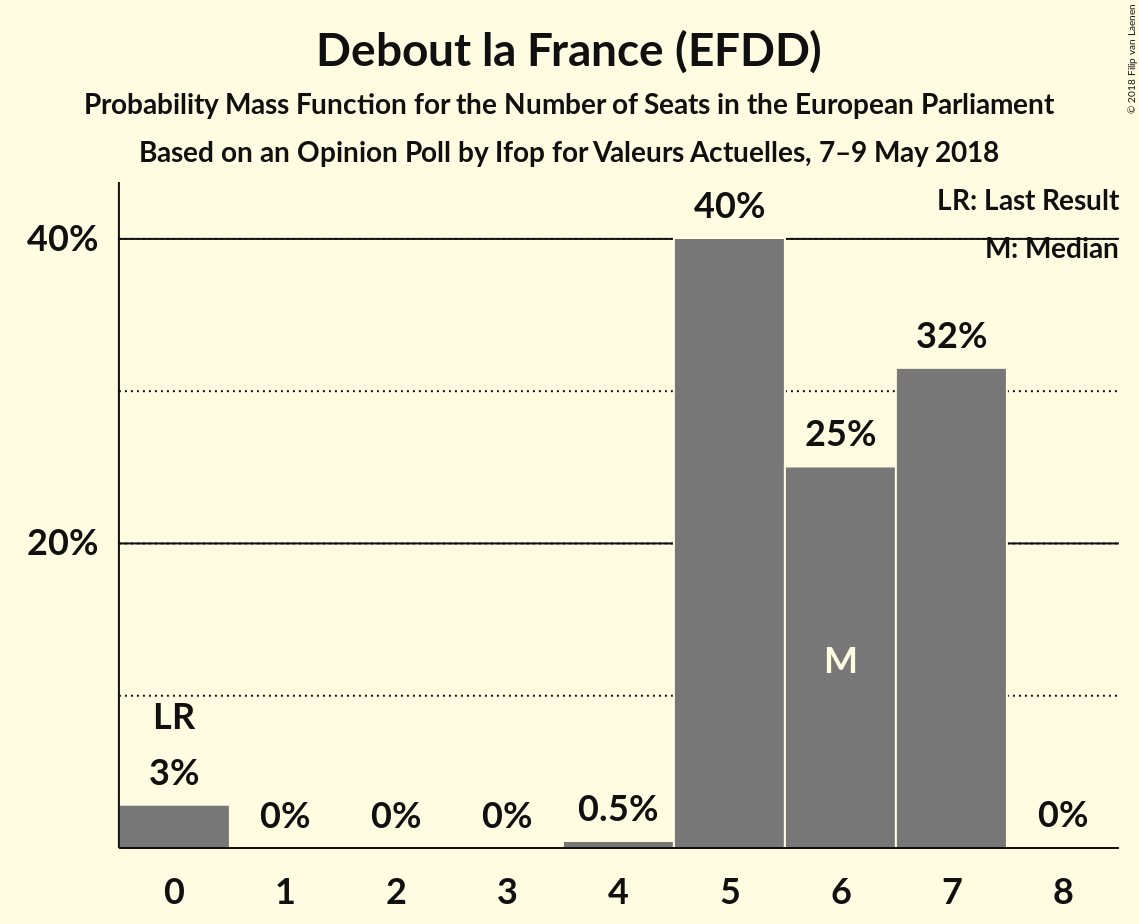 Debout la France (EFDD)
Probability Mass Function for the Number of Seats in the European Parliament
Based on an Opinion Poll by Ifop for Valeurs Actuelles, 7–9 May 2018
© 2018 Filip van Laenen
LR: Last Result
M: Median
40%
20%
LR
3%
0%
0%
0%
0.5%
40%
25%
M
32%
0%
0 1 2 3 4 5 6 7 8